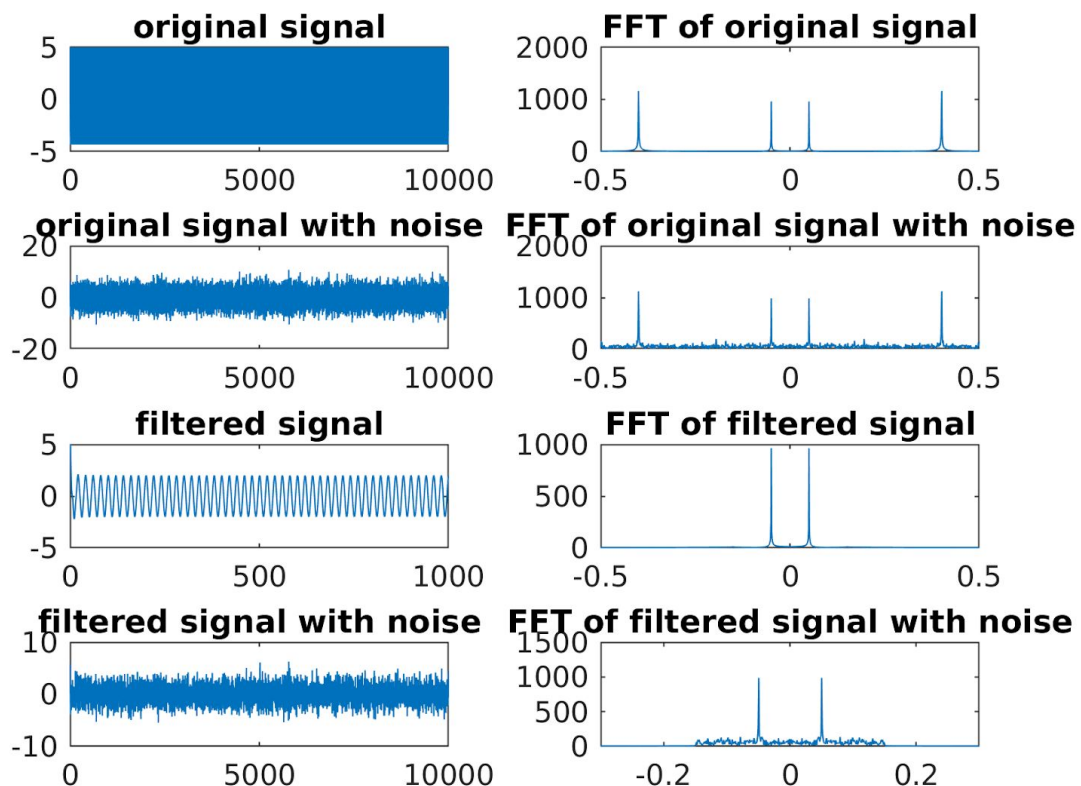 original signal
5
0
-5
0 5000 10000
FFT of original signal
2000
1000
0
-0.5 0 0.5
original signal with noise
20
0
-20
0 5000 10000
FFT of original signal with noise
2000
1000
0
-0.5 0 0.5
filtered signal
5
0
-5
0 500 1000
FFT of filtered signal
1000
500
0
-0.5 0 0.5
filtered signal with noise
10
0
-10
0 5000 10000
FFT of filtered signal with noise
1500
1000
500
0
-0.2 0 0.2